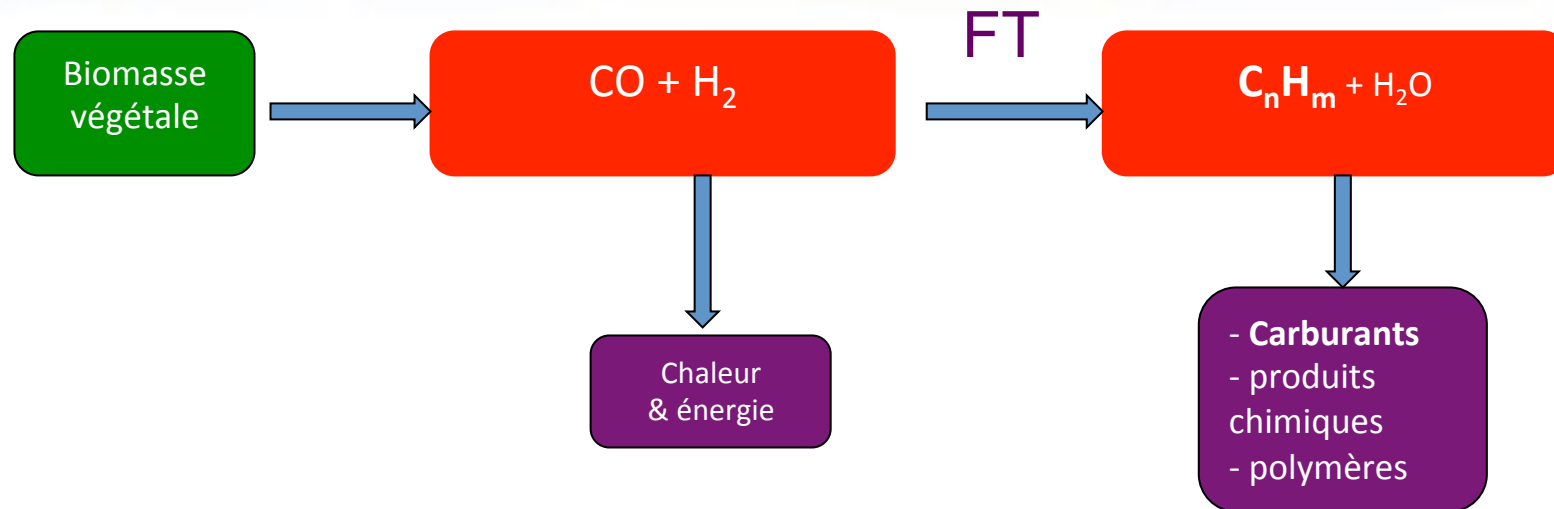 Biomasse
végétale
CO + H₂
FT
CₙHₘ + H₂O
Chaleur
& énergie
- Carburants
- produits
chimiques
- polymères